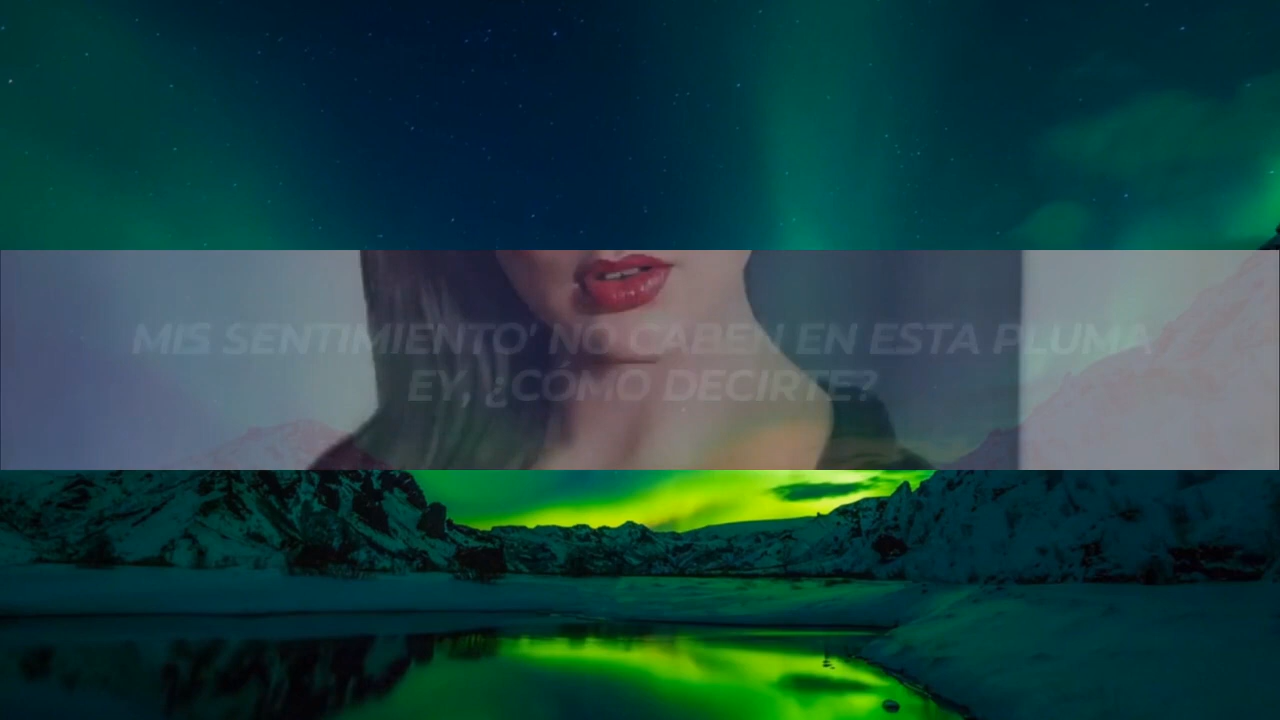 MIS SENTIMIENTO' NO CABEN EN ESTA PLUMA
EY, ¿CÓMO DECIRTE?